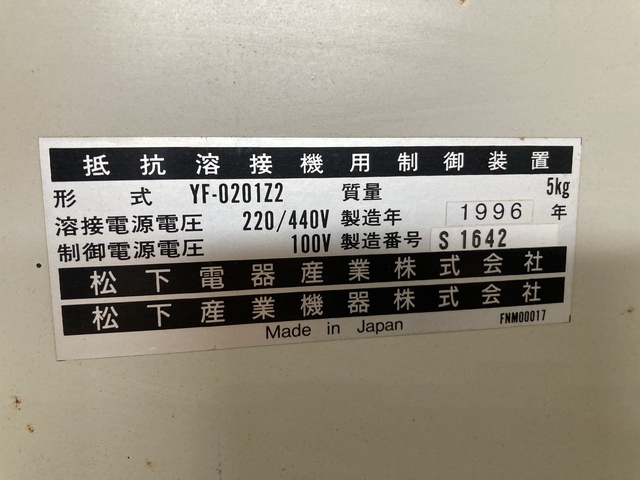 抵抗溶接機用制御装置
形式 YF-0201Z2 質量 5kg
溶接電源電圧 220/440V 製造年 1996 年
制御電源電圧 100V 製造番号 S 1642
松下電器産業株式会社
松下産業機器株式会社
Made in Japan FNM00017